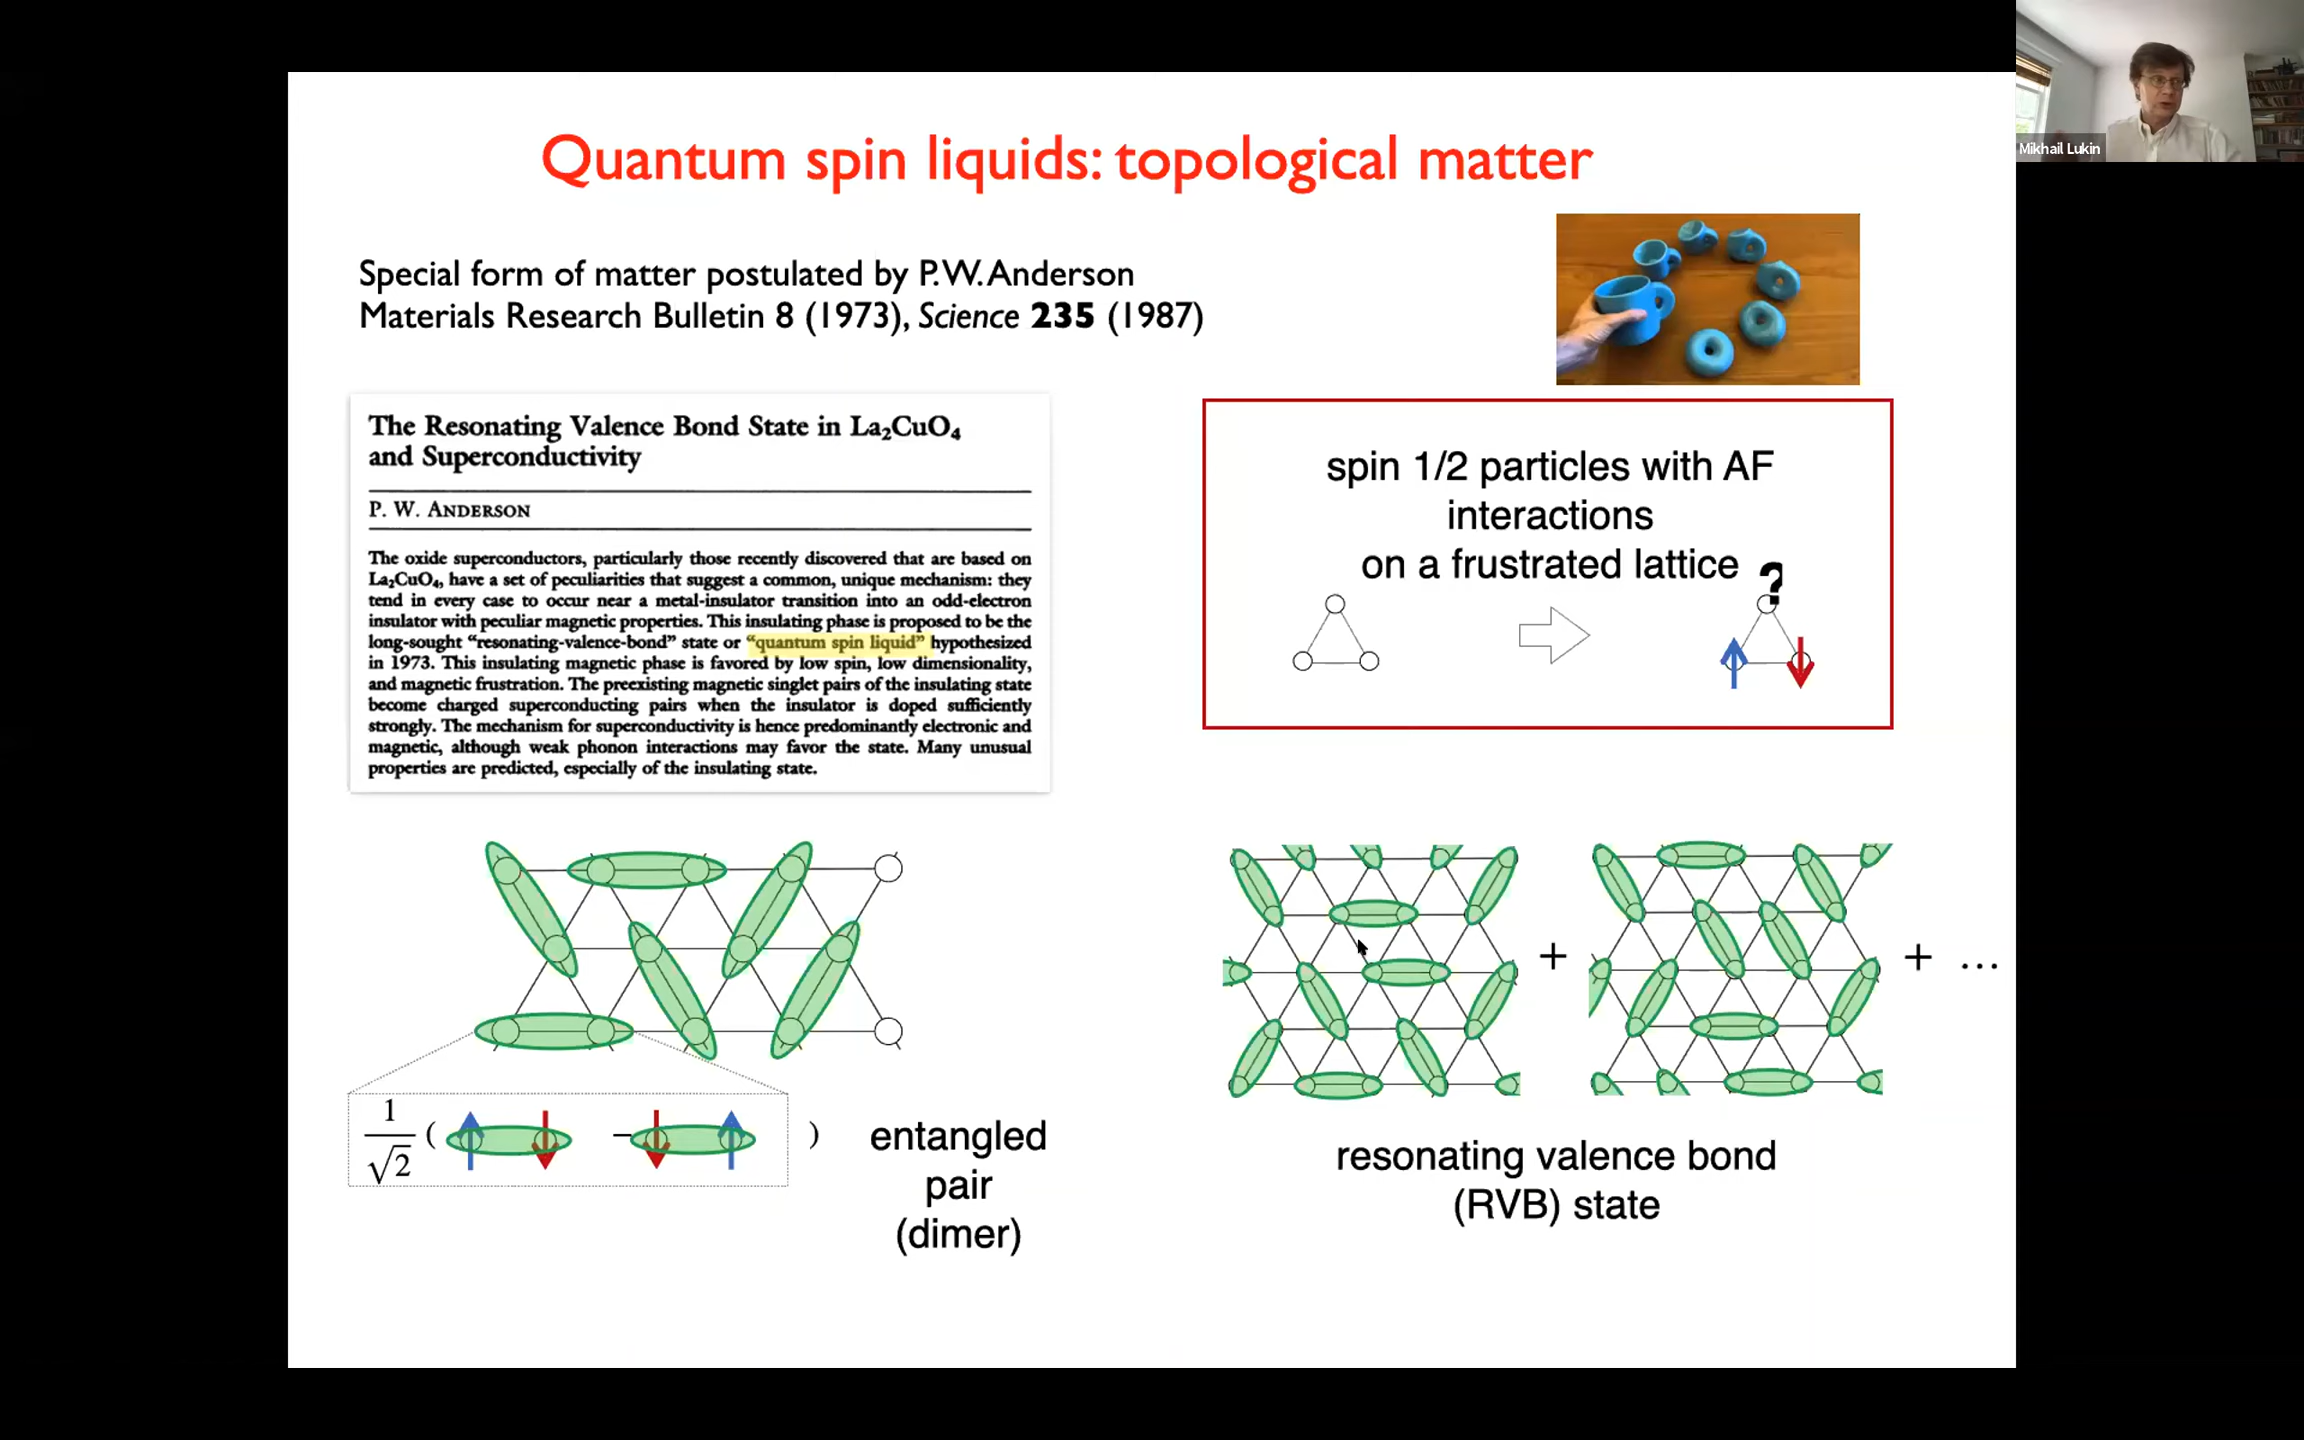 Quantum spin liquids: topological matter
Mikhail Lukin
Special form of matter postulated by P.W. Anderson
Materials Research Bulletin 8 (1973), Science 235 (1987)
The Resonating Valence Bond State in La₂CuO₄
and Superconductivity
P. W. ANDERSON
The oxide superconductors, particularly those recently discovered that are based on
La₂CuO₄, have a set of peculiarities that suggest a common, unique mechanism: they
tend in every case to occur near a metal-insulator transition into an odd-electron
insulator with peculiar magnetic properties. This insulating phase is proposed to be the
long-sought “resonating-valence-bond” state or “quantum spin liquid” hypothesized
in 1973. This insulating magnetic phase is favored by low spin, low dimensionality,
and magnetic frustration. The preexisting magnetic singlet pairs of the insulating state
become charged superconducting pairs when the insulator is doped sufficiently
strongly. The mechanism for superconductivity is hence predominantly electronic and
magnetic, although weak phonon interactions may favor the state. Many unusual
properties are predicted, especially of the insulating state.
spin 1/2 particles with AF
interactions
on a frustrated lattice
?
1/√2 ( − )
entangled
pair
(dimer)
+ + ...
resonating valence bond
(RVB) state